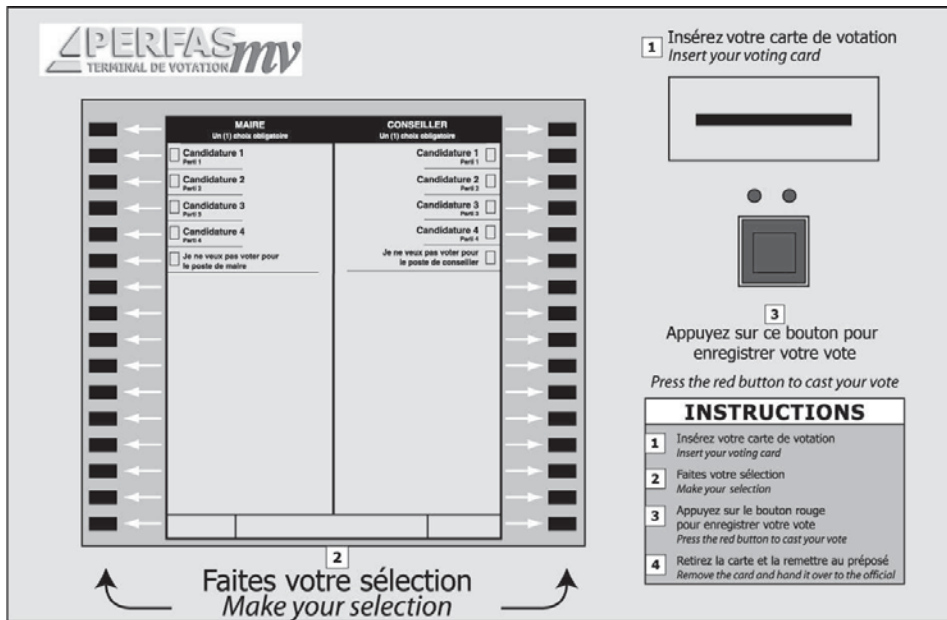 PERFAS mv
TERMINAL DE VOTATION
1 Insérez votre carte de votation
Insert your voting card
MAIRE
Un (1) choix obligatoire
Candidature 1
Parti 1
Candidature 2
Parti 2
Candidature 3
Parti 3
Candidature 4
Parti 4
Je ne veux pas voter pour
le poste de maire
CONSEILLER
Un (1) choix obligatoire
Candidature 1
Parti 1
Candidature 2
Parti 2
Candidature 3
Parti 3
Candidature 4
Parti 4
Je ne veux pas voter pour
le poste de conseiller
2
Faites votre sélection
Make your selection
3
Appuyez sur ce bouton pour
enregistrer votre vote
Press the red button to cast your vote
INSTRUCTIONS
1 Insérez votre carte de votation
Insert your voting card
2 Faites votre sélection
Make your selection
3 Appuyez sur le bouton rouge
pour enregistrer votre vote
Press the red button to cast your vote
4 Retirez la carte et la remettre au préposé
Remove the card and hand it over to the official